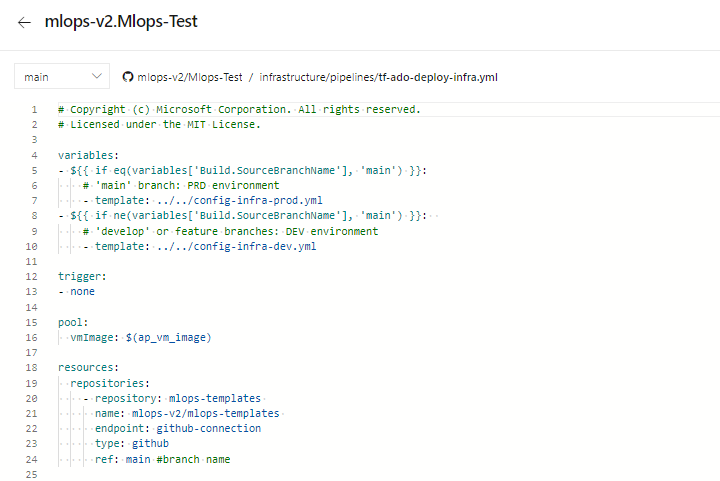 ← mlops-v2.Mlops-Test
main mlops-v2/Mlops-Test / infrastructure/pipelines/tf-ado-deploy-infra.yml
1 # Copyright (c) Microsoft Corporation. All rights reserved.
2 # Licensed under the MIT License.
3
4 variables:
5 - ${{ if eq(variables['Build.SourceBranchName'], 'main') }}:
6     # 'main' branch: PRD environment
7     - template: ../../config-infra-prod.yml
8 - ${{ if ne(variables['Build.SourceBranchName'], 'main') }}:
9     # 'develop' or feature branches: DEV environment
10     - template: ../../config-infra-dev.yml
11
12 trigger:
13 - none
14
15 pool:
16   vmImage: $(ap_vm_image)
17
18 resources:
19   repositories:
20     - repository: mlops-templates
21       name: mlops-v2/mlops-templates
22       endpoint: github-connection
23       type: github
24       ref: main #branch name
25